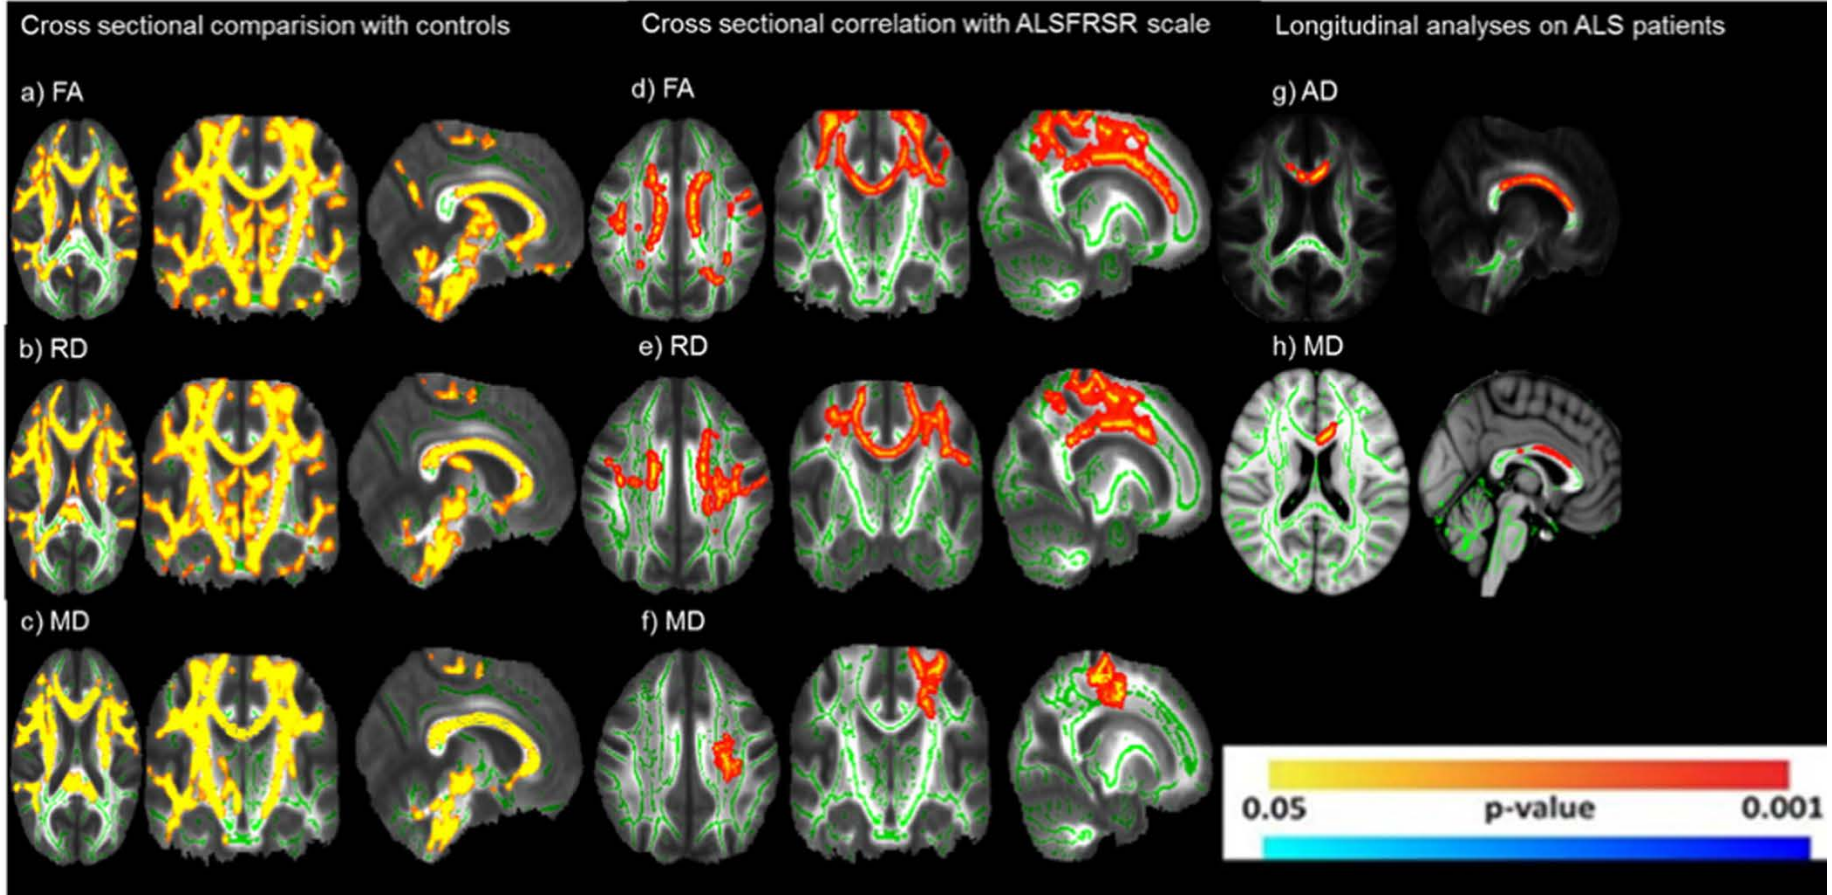 Cross sectional comparision with controls
Cross sectional correlation with ALSFRSR scale
Longitudinal analyses on ALS patients
a) FA
d) FA
g) AD
b) RD
e) RD
h) MD
c) MD
f) MD
0.05 p-value 0.001